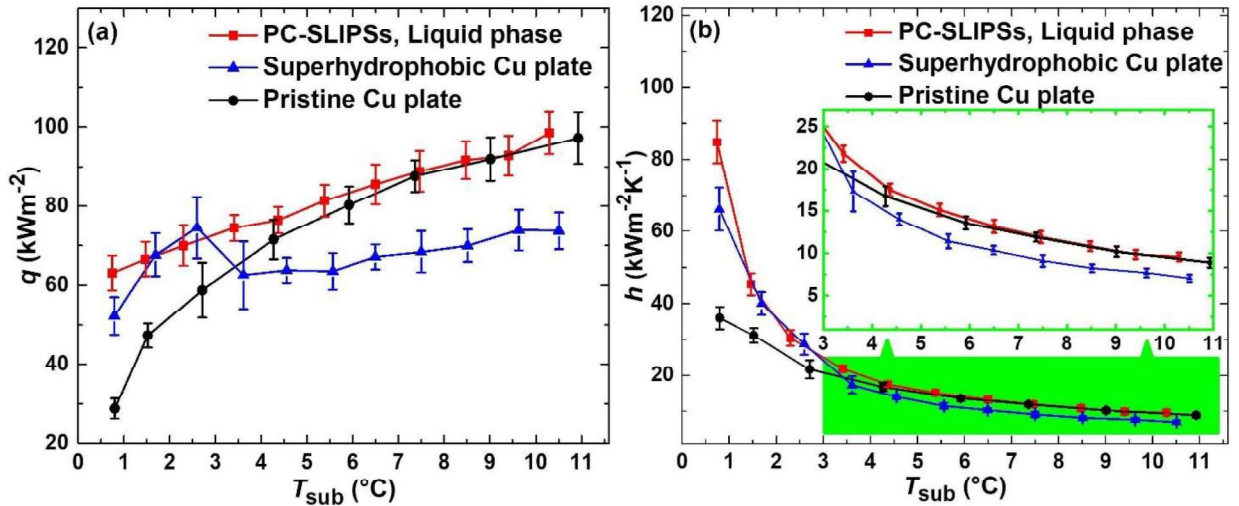 (a)
PC-SLIPSs, Liquid phase
Superhydrophobic Cu plate
Pristine Cu plate
q (kWm⁻²)
120
100
80
60
40
20
0 1 2 3 4 5 6 7 8 9 10 11
T_sub (°C)
(b)
PC-SLIPSs, Liquid phase
Superhydrophobic Cu plate
Pristine Cu plate
h (kWm⁻²K⁻¹)
120
100
80
60
40
20
25
20
15
10
5
3 4 5 6 7 8 9 10 11
0 1 2 3 4 5 6 7 8 9 10 11
T_sub (°C)